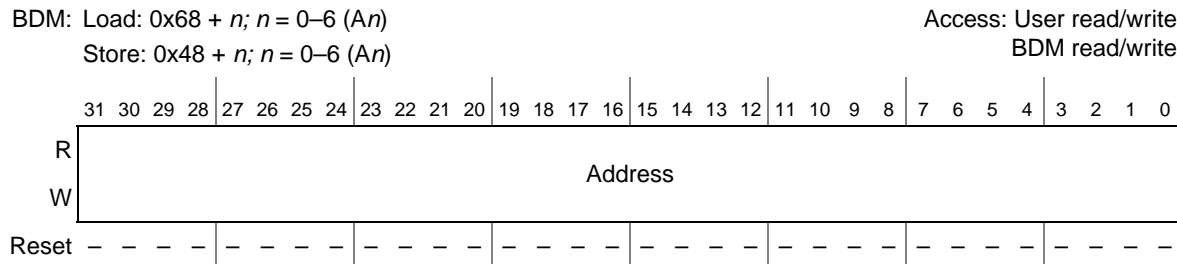 BDM: Load: 0x68 + n; n = 0–6 (An) Access: User read/write
Store: 0x48 + n; n = 0–6 (An) BDM read/write
31 30 29 28 27 26 25 24 23 22 21 20 19 18 17 16 15 14 13 12 11 10 9 8 7 6 5 4 3 2 1 0
R
Address
W
Reset – – – – – – – – – – – – – – – – – – – – – – – – – – – – – – – –